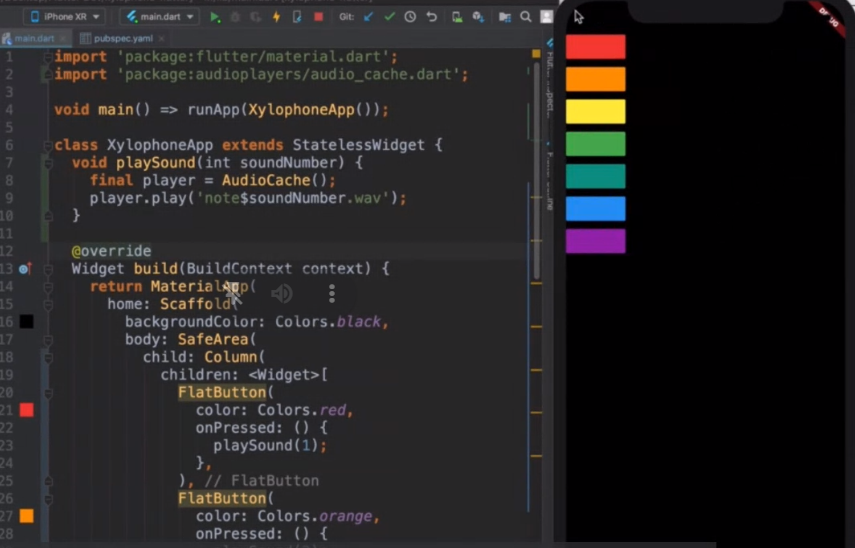 iPhone XR main.dart Git:
main.dart pubspec.yaml
1 import 'package:flutter/material.dart';
2 import 'package:audioplayers/audio_cache.dart';
3
4 void main() => runApp(XylophoneApp());
5
6 class XylophoneApp extends StatelessWidget {
7 void playSound(int soundNumber) {
8 final player = AudioCache();
9 player.play('note$soundNumber.wav');
10 }
11
12 @override
13 Widget build(BuildContext context) {
14 return MaterialApp(
15 home: Scaffold(
16 backgroundColor: Colors.black,
17 body: SafeArea(
18 child: Column(
19 children: <Widget>[
20 FlatButton(
21 color: Colors.red,
22 onPressed: () {
23 playSound(1);
24 },
25 ), // FlatButton
26 FlatButton(
27 color: Colors.orange,
28 onPressed: () {